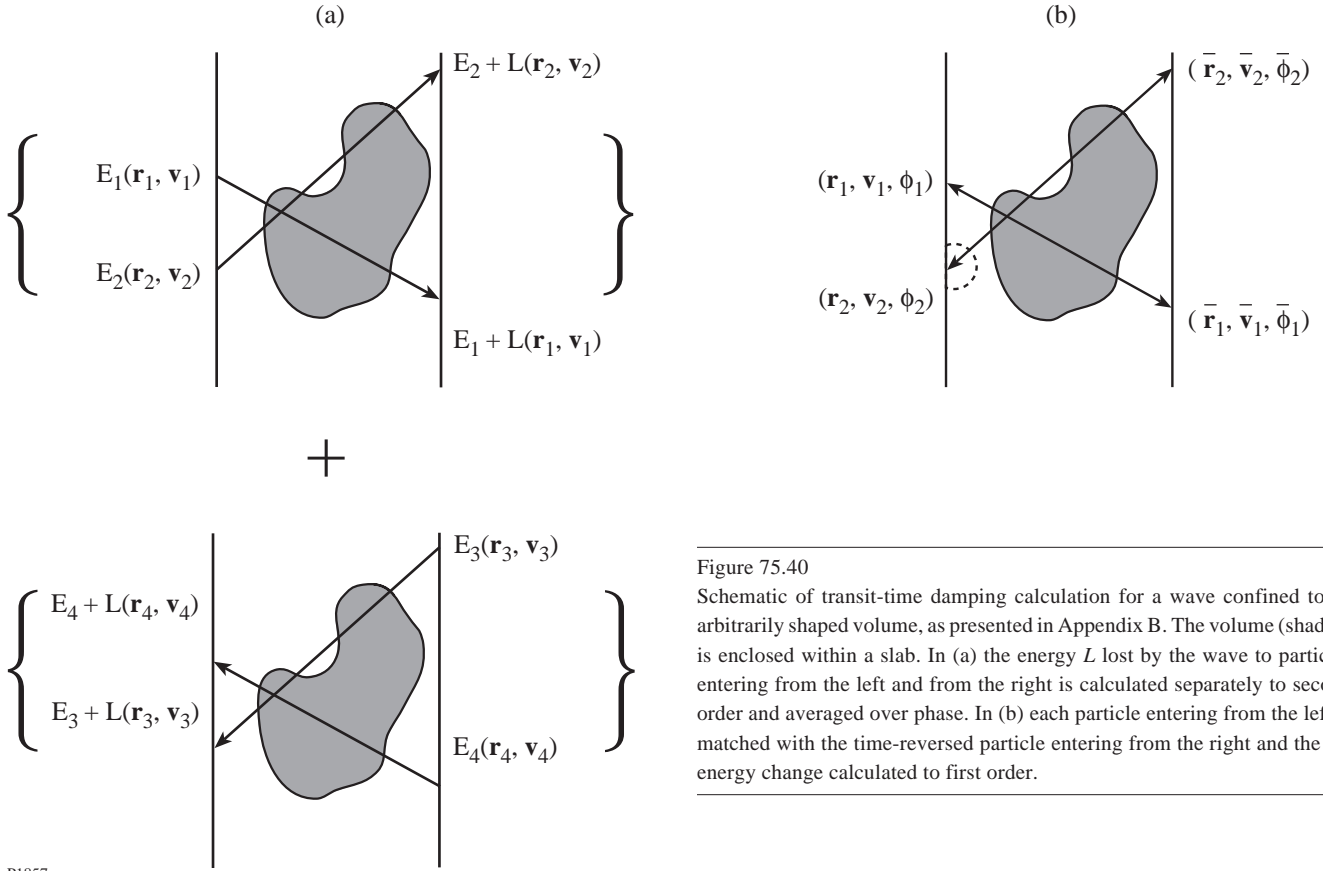 (a)
E₂ + L(r₂, v₂)
E₁(r₁, v₁)
E₂(r₂, v₂)
E₁ + L(r₁, v₁)
+
E₃(r₃, v₃)
E₄ + L(r₄, v₄)
E₃ + L(r₃, v₃)
E₄(r₄, v₄)
(b)
(r̅₂, v̅₂, ϕ̅₂)
(r₁, v₁, ϕ₁)
(r₂, v₂, ϕ₂)
(r̅₁, v̅₁, ϕ̅₁)
Figure 75.40
Schematic of transit-time damping calculation for a wave confined to
arbitrarily shaped volume, as presented in Appendix B. The volume (shad
is enclosed within a slab. In (a) the energy L lost by the wave to partic
entering from the left and from the right is calculated separately to seco
order and averaged over phase. In (b) each particle entering from the left
matched with the time-reversed particle entering from the right and the
energy change calculated to first order.